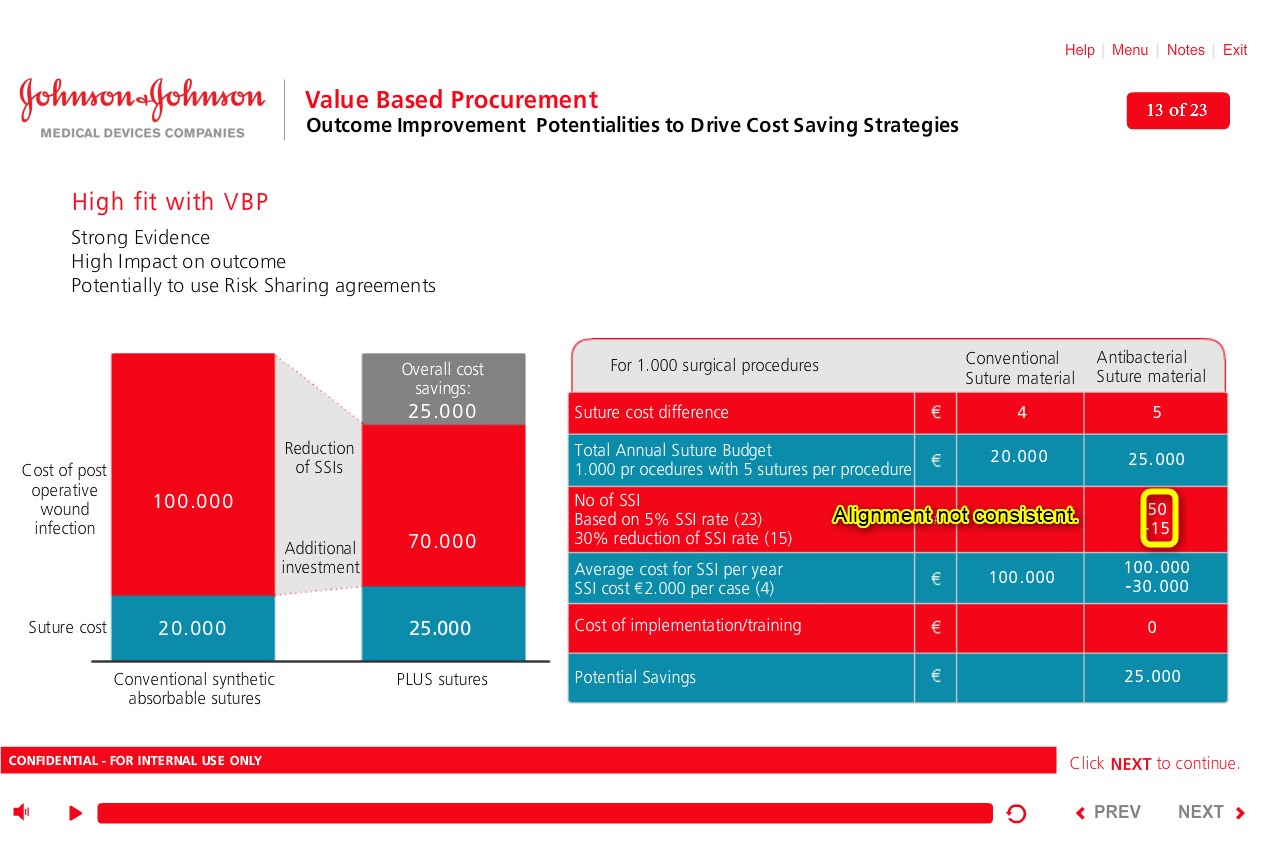 Help | Menu | Notes | Exit
Johnson & Johnson
MEDICAL DEVICES COMPANIES
Value Based Procurement
Outcome Improvement Potentialities to Drive Cost Saving Strategies
13 of 23
High fit with VBP
Strong Evidence
High Impact on outcome
Potentially to use Risk Sharing agreements
Cost of post
operative
wound
infection
Suture cost
100.000
20.000
Reduction
of SSIs
Additional
investment
Overall cost
savings:
25.000
70.000
25.000
Conventional synthetic
absorbable sutures
PLUS sutures
For 1.000 surgical procedures
Conventional
Suture material
Antibacterial
Suture material
Suture cost difference € 4 5
Total Annual Suture Budget
1.000 pr ocedures with 5 sutures per procedure
€ 20.000 25.000
No of SSI
Based on 5% SSI rate (23)
30% reduction of SSI rate (15)
Alignment not consistent.
50
-15
Average cost for SSI per year
SSI cost €2.000 per case (4)
€ 100.000
100.000
-30.000
Cost of implementation/training € 0
Potential Savings € 25.000
CONFIDENTIAL - FOR INTERNAL USE ONLY
Click NEXT to continue.
PREV NEXT